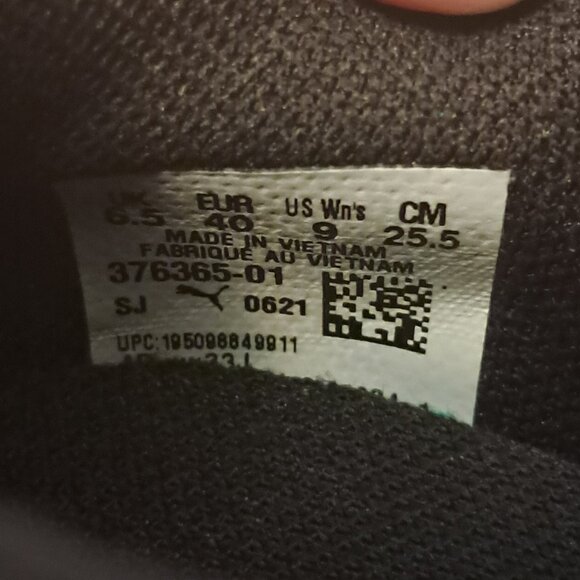 UK EUR US Wn's CM
6.5 40 9 25.5
MADE IN VIETNAM
FABRIQUE AU VIETNAM
376365-01
SJ 0621
UPC:195098849911